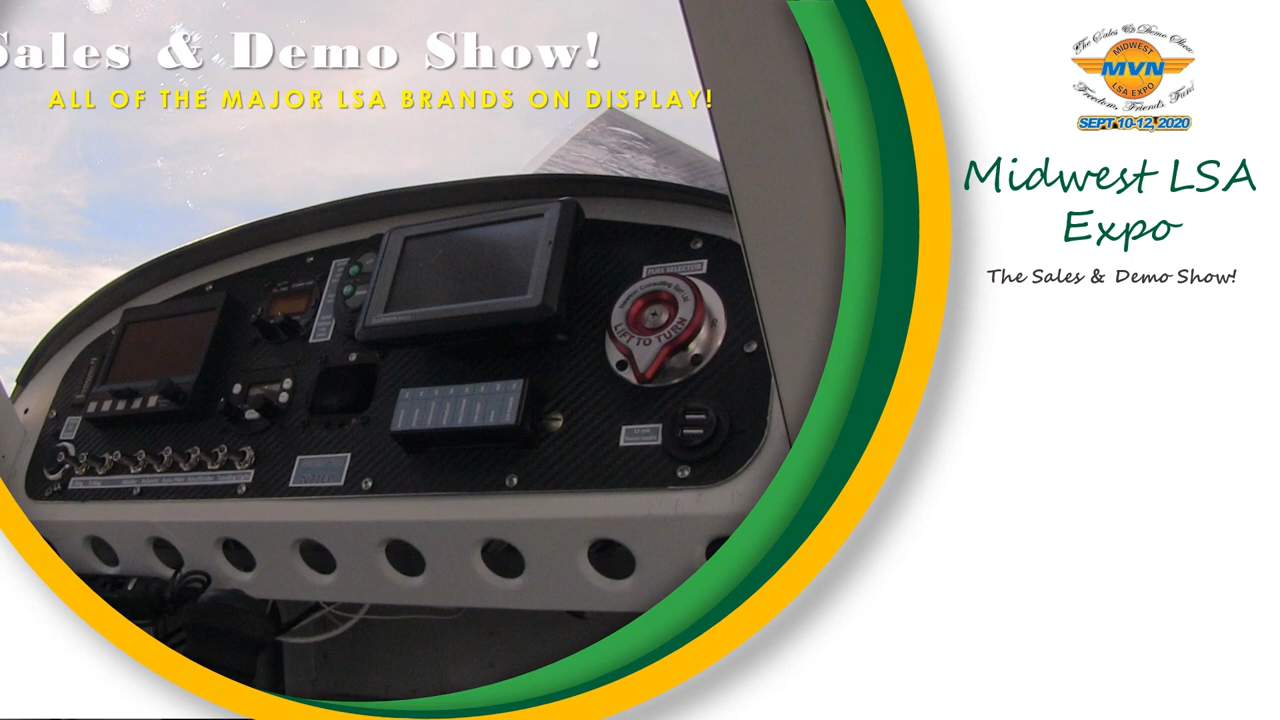 Sales & Demo Show!
ALL OF THE MAJOR LSA BRANDS ON DISPLAY!
The Sales & Demo Show
MIDWEST
MVN
LSA EXPO
Freedom, Friends, Fun!
SEPT 10-12, 2020
Midwest LSA
Expo
The Sales & Demo Show!
FUEL SELECTOR
LIFT TO TURN